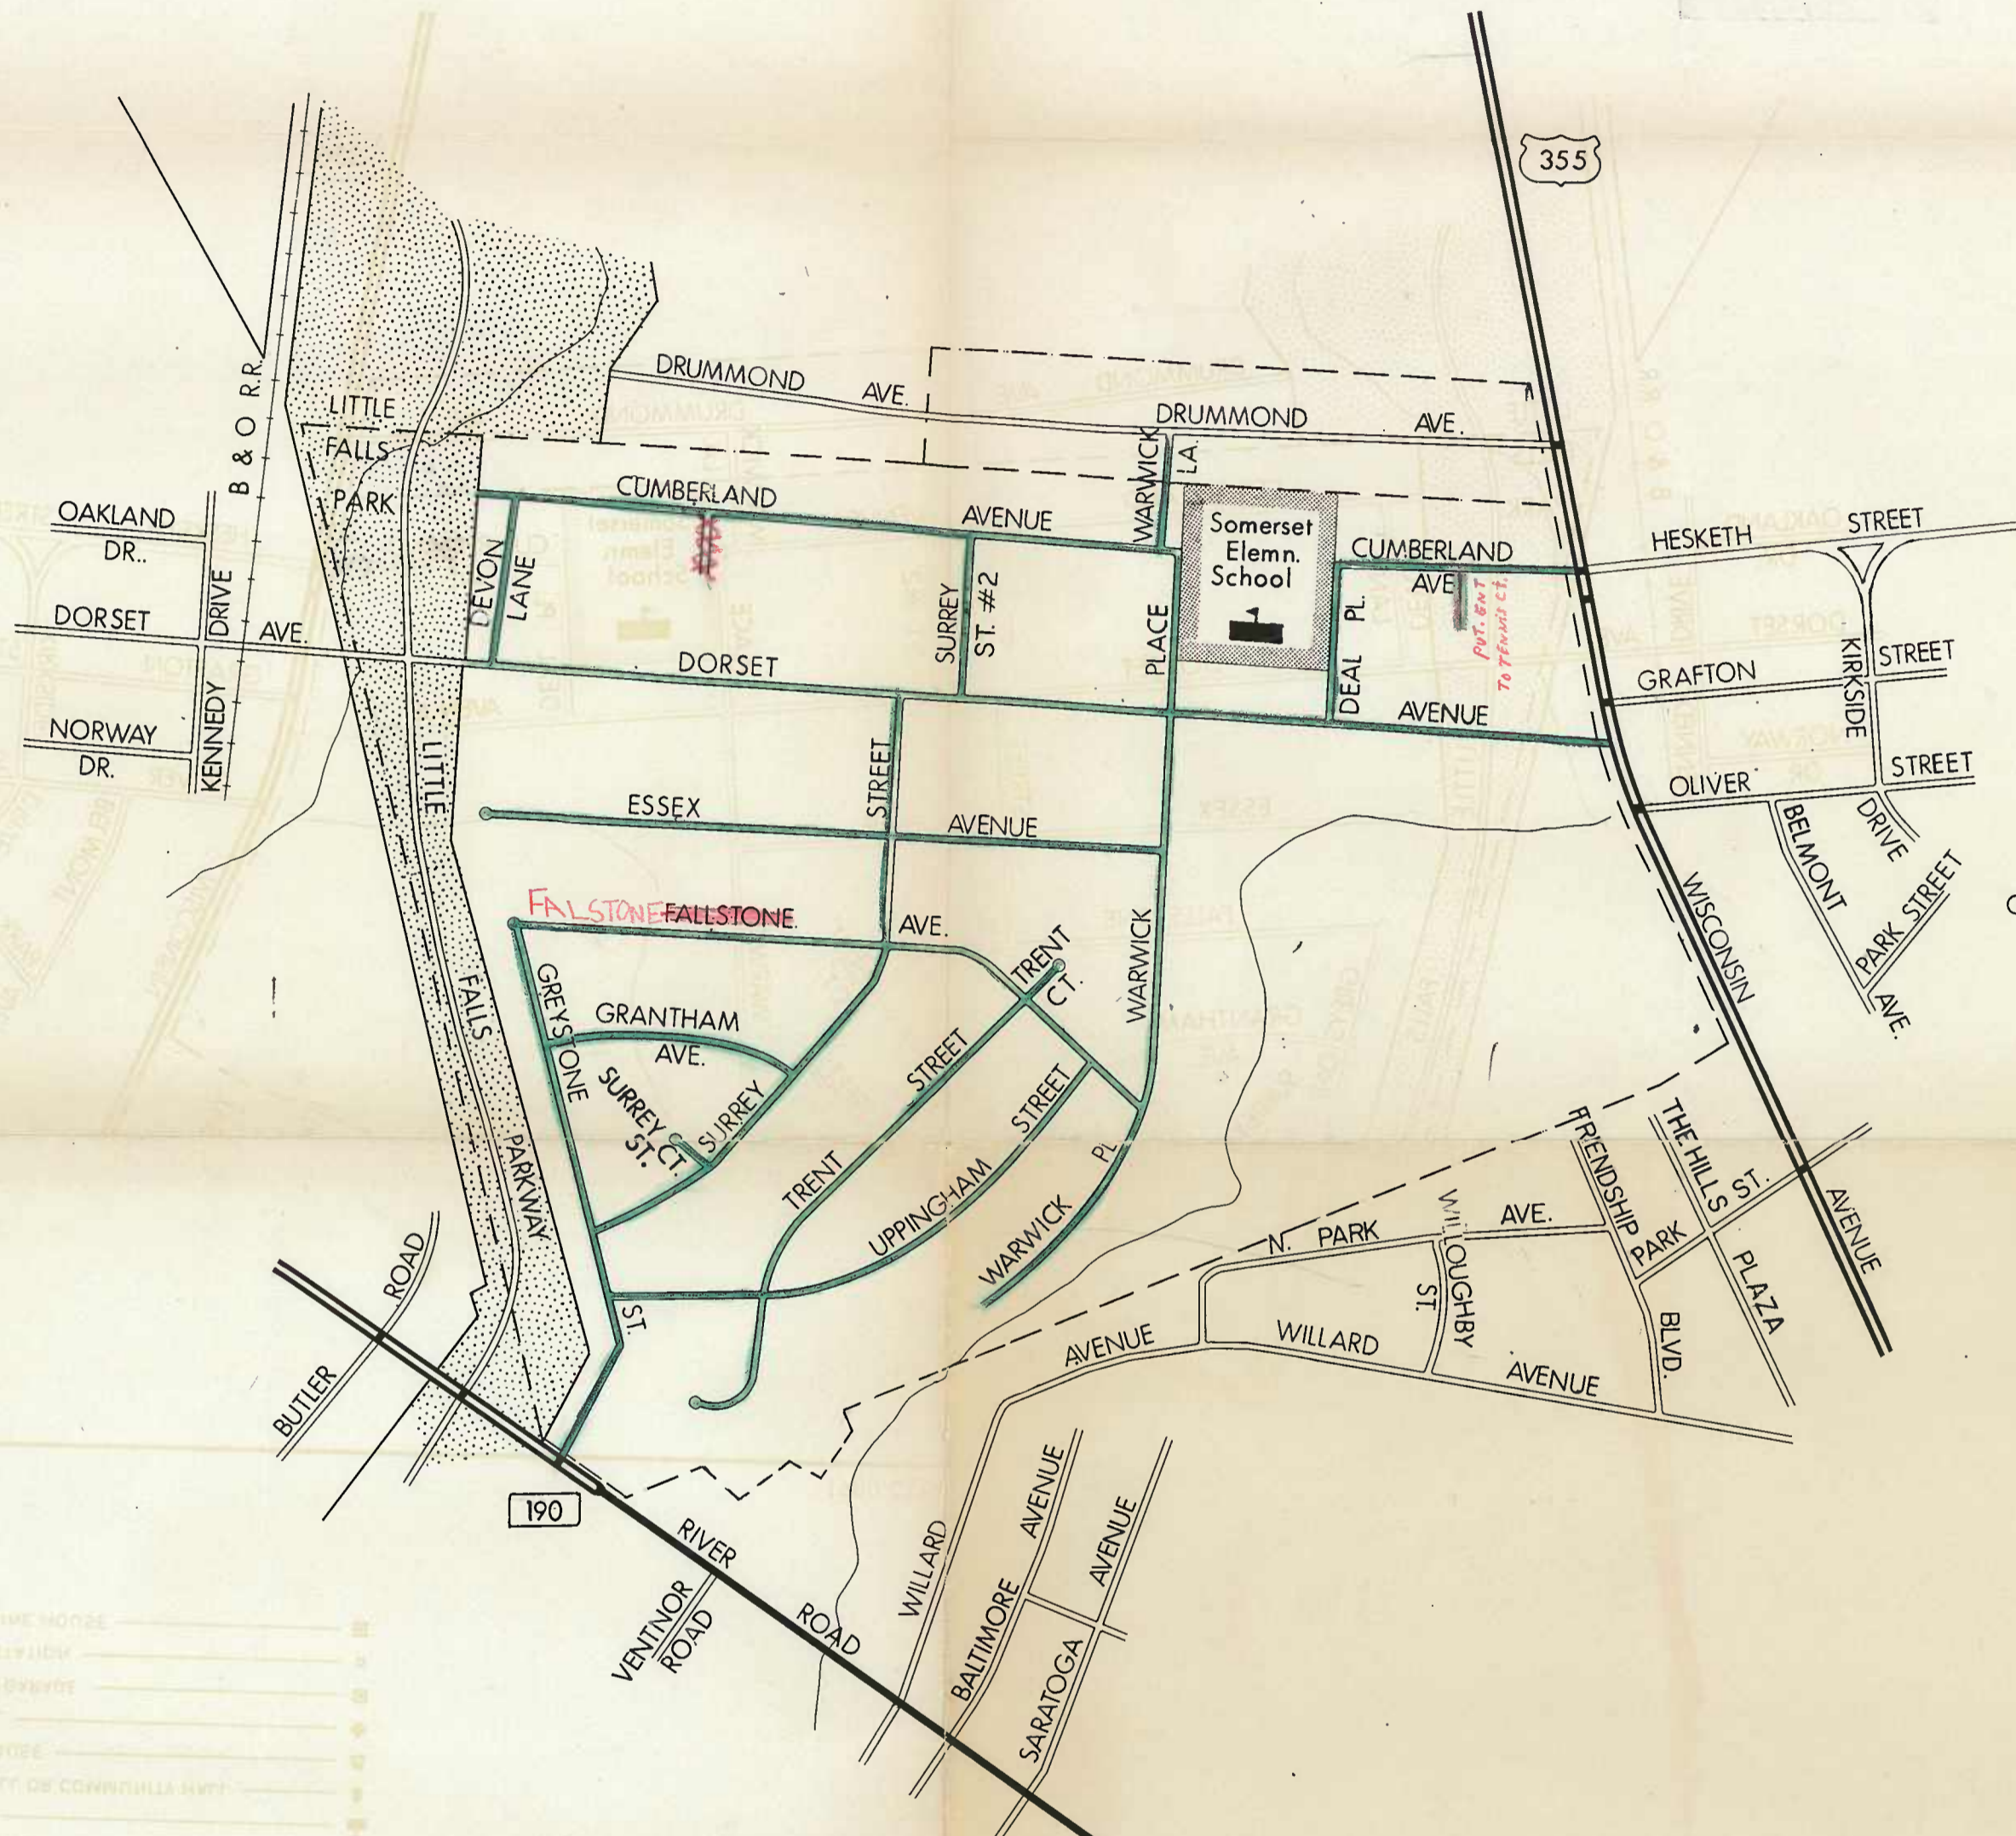 355
DRUMMOND AVE.
DRUMMOND AVE.
LITTLE
FALLS
PARK
B & O R.R.
OAKLAND
DR..
DORSET AVE.
KENNEDY DRIVE
NORWAY
DR.
CUMBERLAND AVENUE
WARWICK
LA.
Somerset
Elemn.
School
CUMBERLAND
AVE
PVT. ENT
TO TENNIS CT.
HESKETH STREET
DEVON
LANE
SURREY
ST. #2
PLACE
DEAL PL.
DORSET AVENUE
GRAFTON STREET
KIRKSIDE
DRIVE
OLIVER STREET
BELMONT
AVE.
PARK STREET
WISCONSIN
AVENUE
LITTLE
FALLS
PARKWAY
ESSEX AVENUE
STREET
FALSTONE FALLSTONE. AVE.
TRENT
CT.
WARWICK
GREYSTONE
ST.
GRANTHAM
AVE.
SURREY
ST.
CT.
SURREY
TRENT STREET
UPPINGHAM STREET
WARWICK PL
BUTLER ROAD
190
RIVER ROAD
VENTNOR
ROAD
N. PARK AVE.
WILLOUGHBY
ST.
FRIENDSHIP
BLVD.
THE HILLS
PLAZA
PARK ST.
WILLARD AVENUE
WILLARD AVENUE
BALTIMORE AVENUE
SARATOGA AVENUE